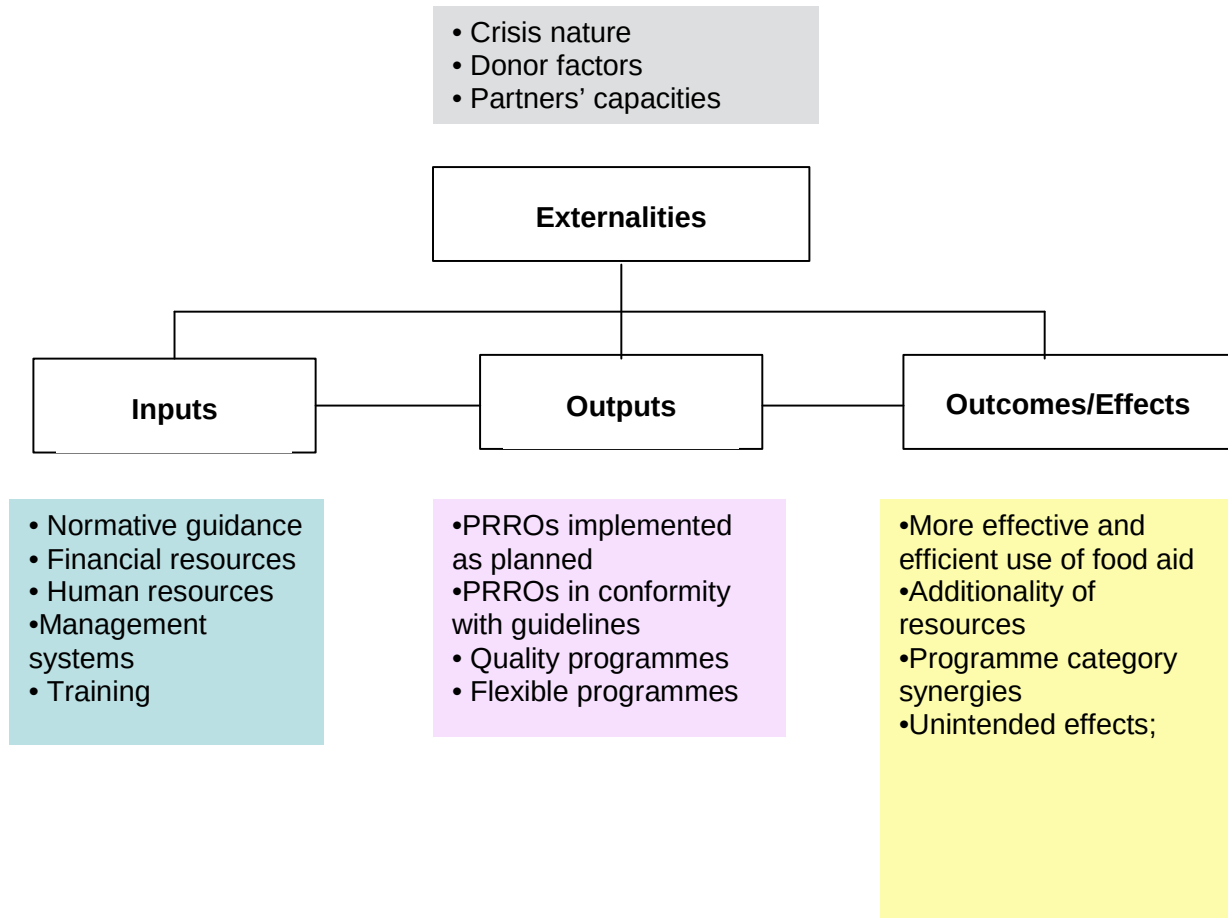 • Crisis nature
• Donor factors
• Partners’ capacities
Externalities
Inputs
Outputs
Outcomes/Effects
• Normative guidance
• Financial resources
• Human resources
•Management
systems
• Training
•PRROs implemented
as planned
•PRROs in conformity
with guidelines
• Quality programmes
• Flexible programmes
•More effective and
efficient use of food aid
•Additionality of
resources
•Programme category
synergies
•Unintended effects;